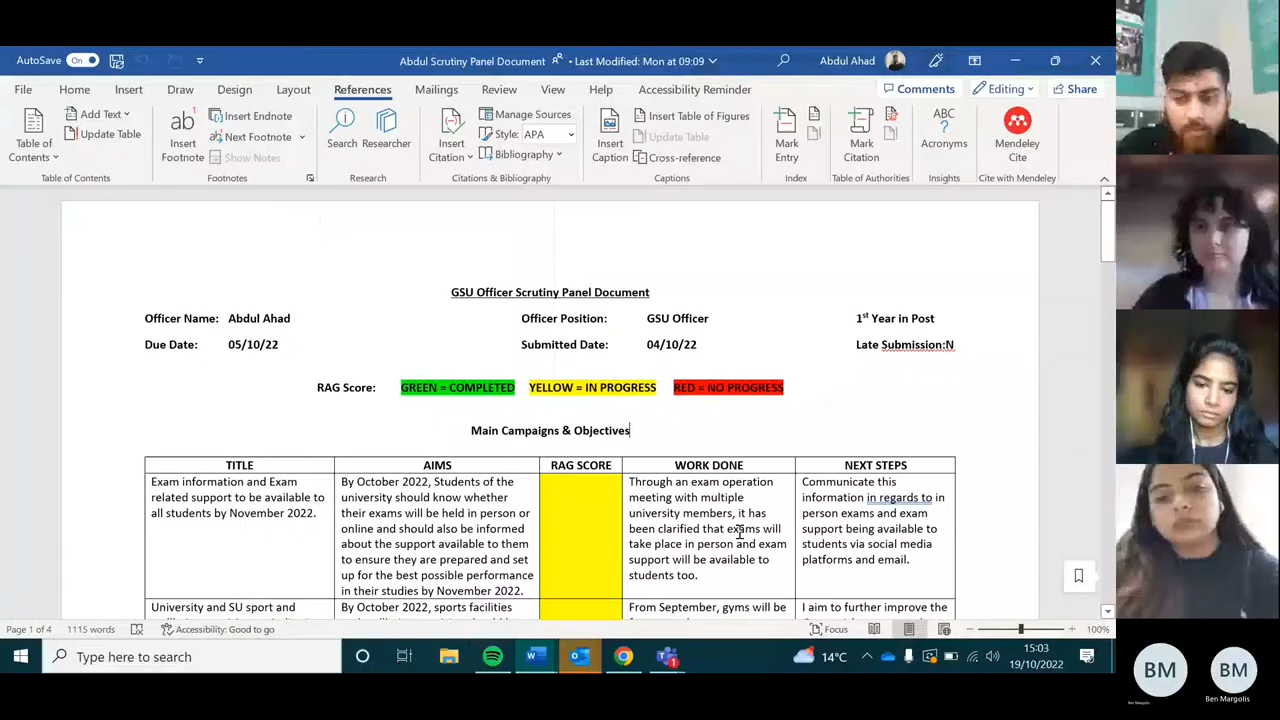 AutoSave On Abdul Scrutiny Panel Document • Last Modified: Mon at 09:09 Abdul Ahad
File Home Insert Draw Design Layout References Mailings Review View Help Accessibility Reminder Comments Editing Share
Table of Contents
Add Text
Update Table
Table of Contents
ab
Insert Footnote
Insert Endnote
Next Footnote
Show Notes
Footnotes
Search
Researcher
Research
Insert Citation
Manage Sources
Style: APA
Bibliography
Citations & Bibliography
Insert Caption
Insert Table of Figures
Update Table
Cross-reference
Captions
Mark Entry
Index
Mark Citation
Table of Authorities
ABC
?
Acronyms
Insights
Mendeley Cite
Cite with Mendeley
GSU Officer Scrutiny Panel Document
Officer Name: Abdul Ahad Officer Position: GSU Officer 1st Year in Post
Due Date: 05/10/22 Submitted Date: 04/10/22 Late Submission:N
RAG Score: GREEN = COMPLETED YELLOW = IN PROGRESS RED = NO PROGRESS
Main Campaigns & Objectives
TITLE AIMS RAG SCORE WORK DONE NEXT STEPS
Exam information and Exam
related support to be available to
all students by November 2022.
By October 2022, Students of the
university should know whether
their exams will be held in person or
online and should also be informed
about the support available to them
to ensure they are prepared and set
up for the best possible performance
in their studies by November 2022.
Through an exam operation
meeting with multiple
university members, it has
been clarified that exams will
take place in person and exam
support will be available to
students too.
Communicate this
information in regards to in
person exams and exam
support being available to
students via social media
platforms and email.
University and SU sport and
By October 2022, sports facilities
From September, gyms will be
I aim to further improve the
Page 1 of 4 1115 words Accessibility: Good to go Focus 100%
Type here to search
1
14°C
15:03
19/10/2022
BM BM
Ben Margolis Ben Margolis